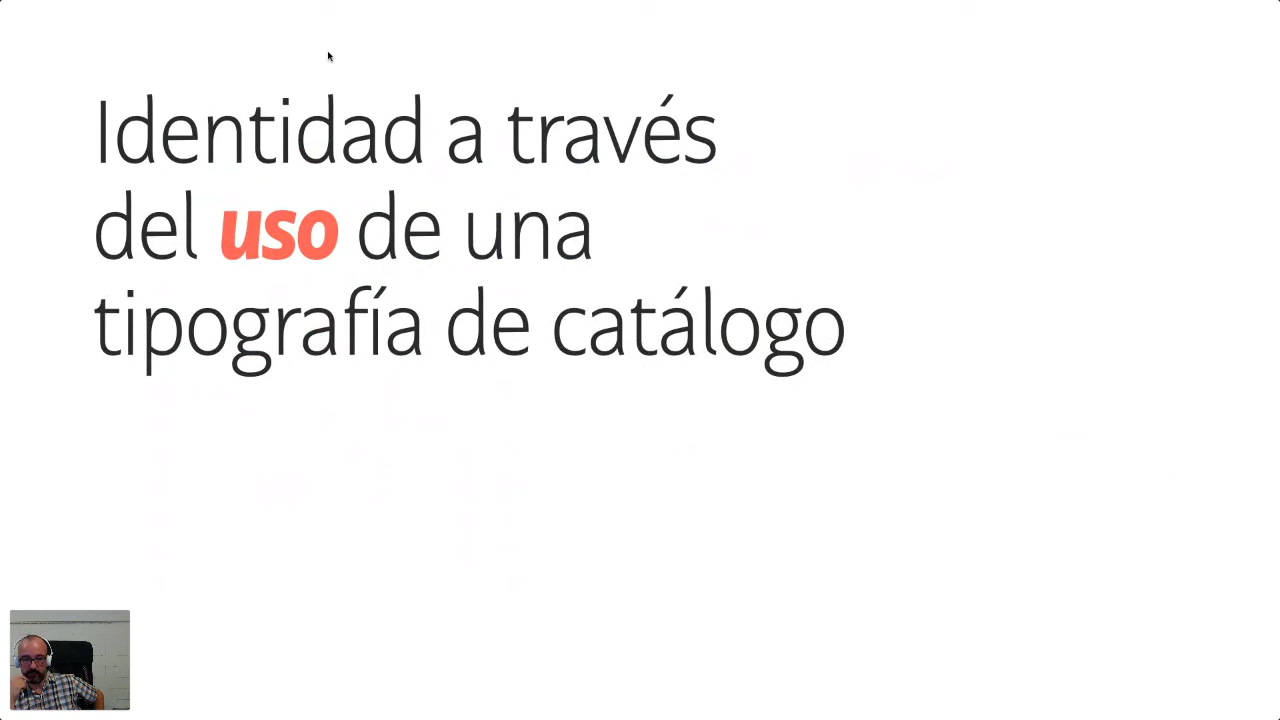 Identidad a través
del uso de una
tipografía de catálogo